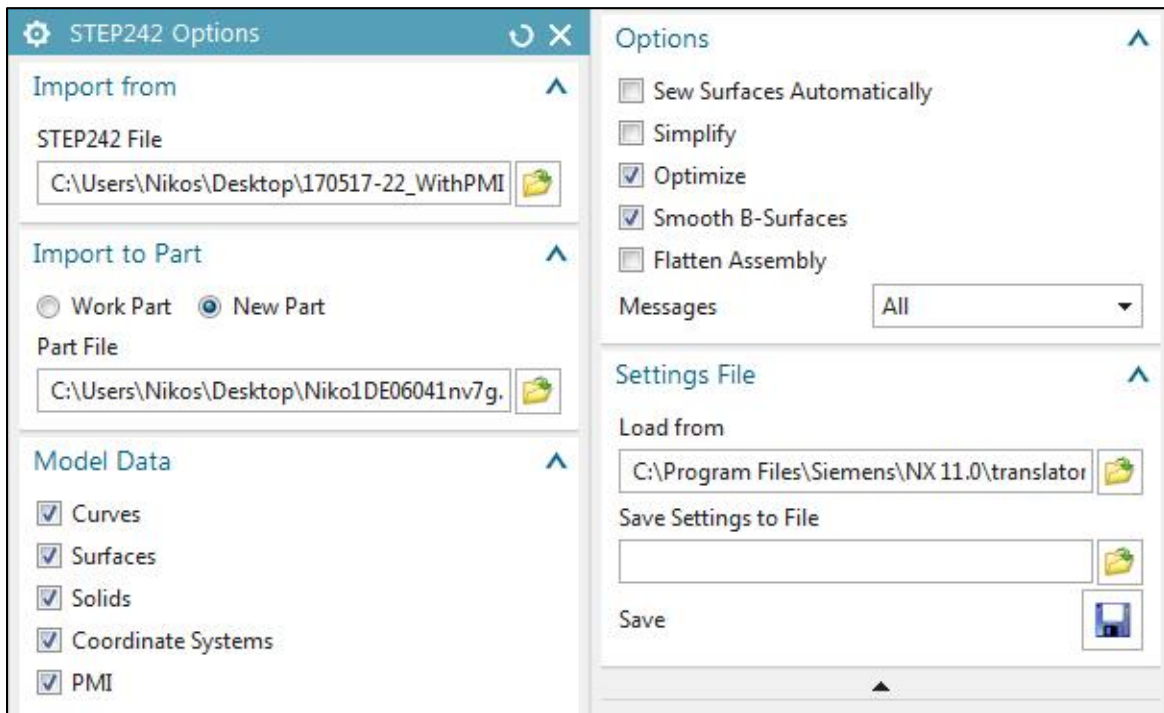 STEP242 Options
Import from
STEP242 File
C:\Users\Nikos\Desktop\170517-22_WithPMI
Import to Part
Work Part New Part
Part File
C:\Users\Nikos\Desktop\Niko1DE06041nv7g.
Model Data
Curves
Surfaces
Solids
Coordinate Systems
PMI
Options
Sew Surfaces Automatically
Simplify
Optimize
Smooth B-Surfaces
Flatten Assembly
Messages All
Settings File
Load from
C:\Program Files\Siemens\NX 11.0\translator
Save Settings to File
Save